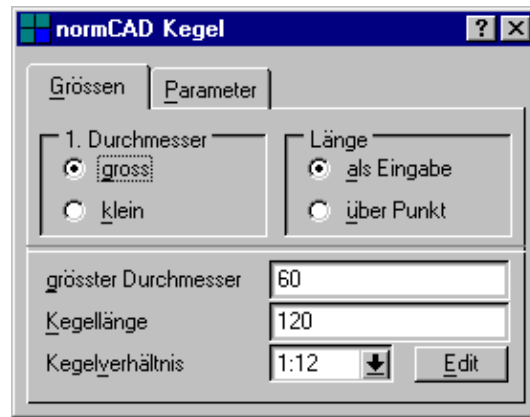 normCAD Kegel
Grössen Parameter
1. Durchmesser Länge
gross als Eingabe
klein über Punkt
grösster Durchmesser 60
Kegellänge 120
Kegelverhältnis 1:12 Edit